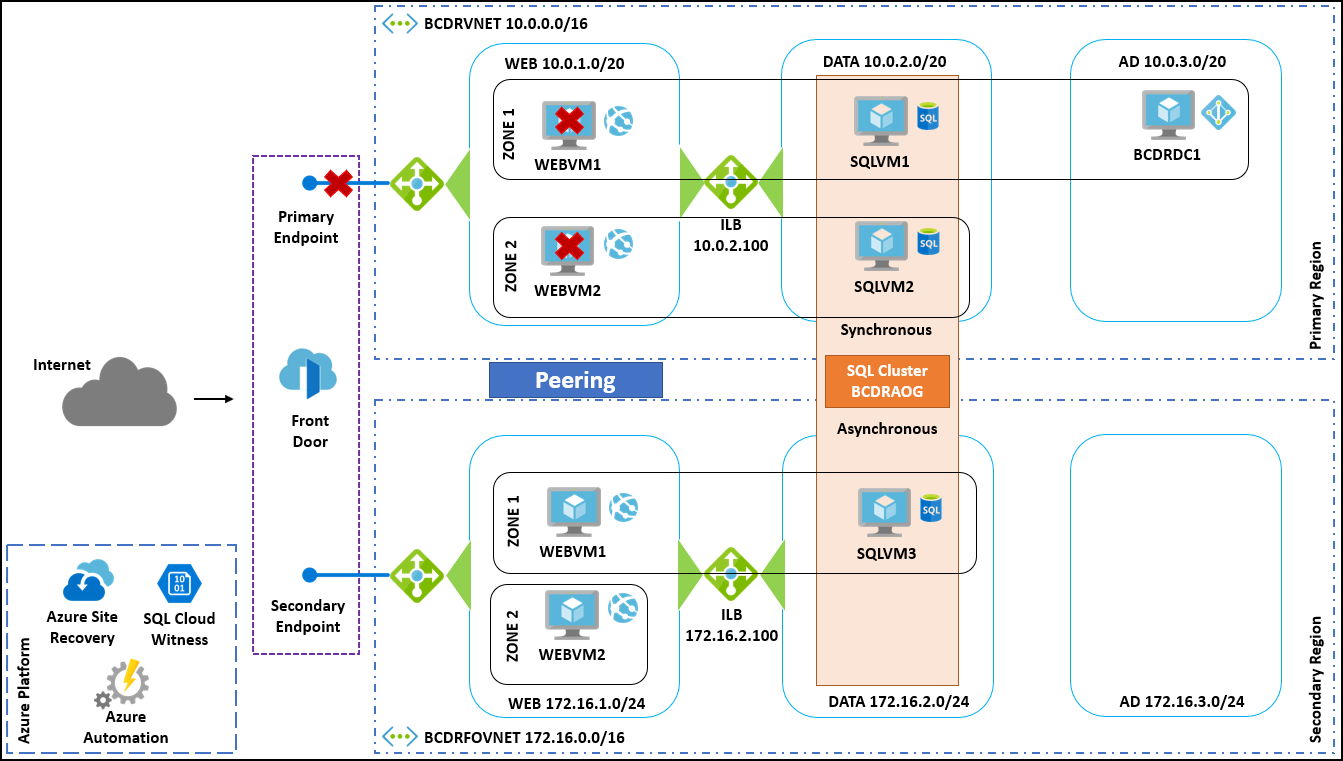 BCDRVNET 10.0.0.0/16
WEB 10.0.1.0/20
DATA 10.0.2.0/20
AD 10.0.3.0/20
ZONE 1
WEBVM1
SQL
SQLVM1
BCDRDC1
Primary
Endpoint
ILB
10.0.2.100
ZONE 2
WEBVM2
SQL
SQLVM2
Synchronous
Primary Region
Internet
Front
Door
Peering
SQL Cluster
BCDRAOG
Asynchronous
ZONE 1
WEBVM1
SQL
SQLVM3
Secondary
Endpoint
ILB
172.16.2.100
ZONE 2
WEBVM2
WEB 172.16.1.0/24
DATA 172.16.2.0/24
AD 172.16.3.0/24
Secondary Region
BCDRFOVNET 172.16.0.0/16
Azure Platform
Azure Site
Recovery
10
01
SQL Cloud
Witness
Azure
Automation